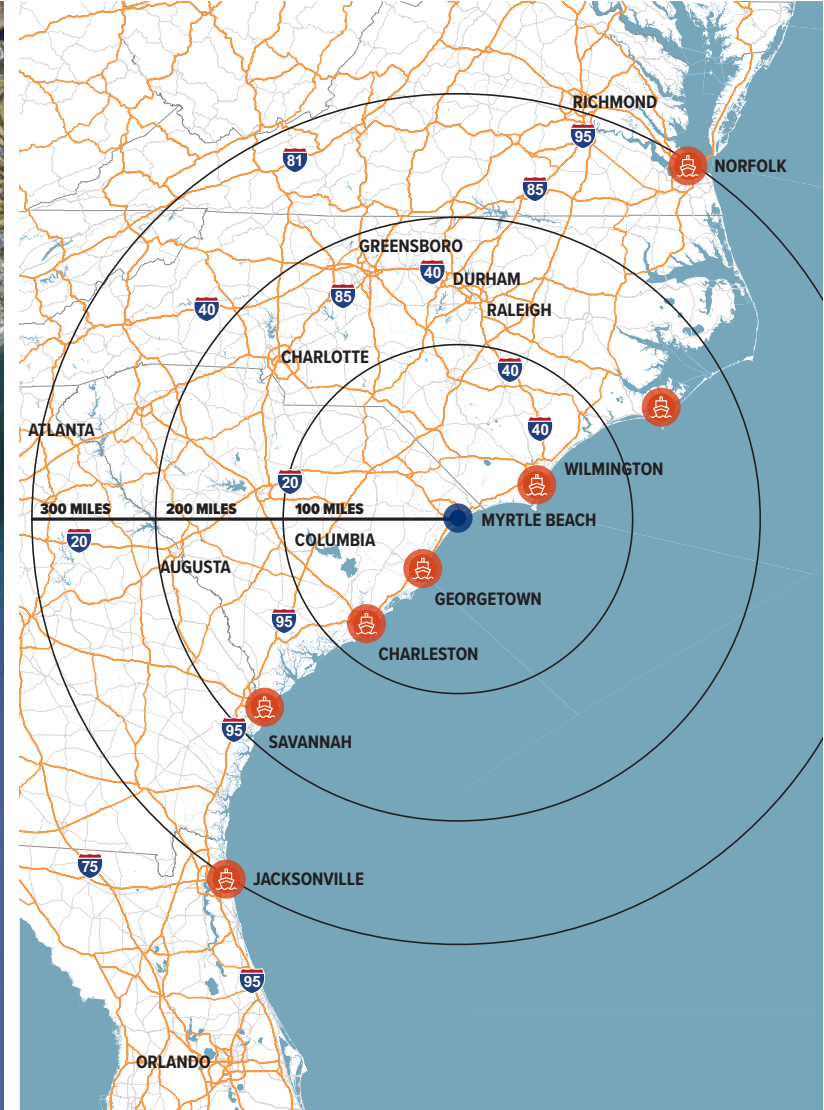 RICHMOND
95
81
NORFOLK
85
GREENSBORO
40
DURHAM
85
40
RALEIGH
CHARLOTTE
40
ATLANTA
40
WILMINGTON
20
300 MILES
200 MILES
100 MILES
MYRTLE BEACH
20
COLUMBIA
AUGUSTA
GEORGETOWN
95
CHARLESTON
95
SAVANNAH
75
JACKSONVILLE
95
ORLANDO